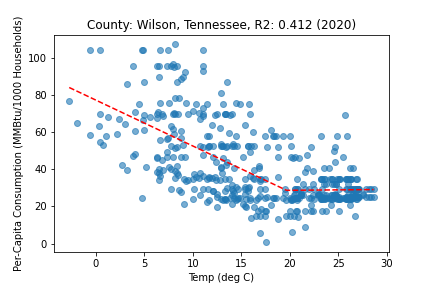 County: Wilson, Tennessee, R2: 0.412 (2020)
Per-Capita Consumption (MMBtu/1000 Households)
100
80
60
40
20
0
0 5 10 15 20 25 30
Temp (deg C)